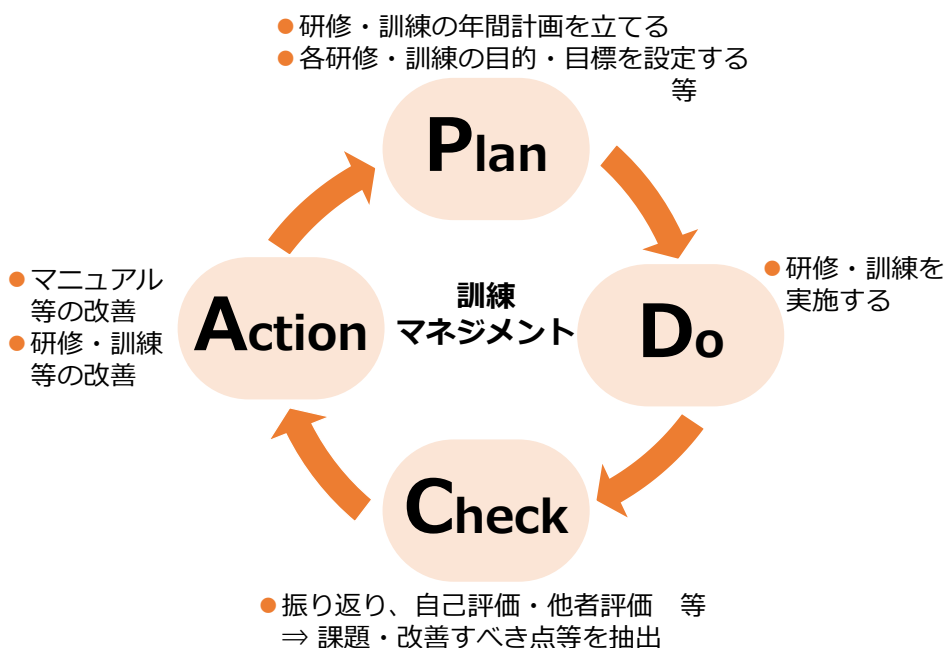 ●研修・訓練の年間計画を立てる
●各研修・訓練の目的・目標を設定する
等
Plan
●研修・訓練を
実施する
Do
訓練
マネジメント
●マニュアル
等の改善
●研修・訓練
等の改善
Action
Check
●振り返り、自己評価・他者評価　等
⇒ 課題・改善すべき点等を抽出